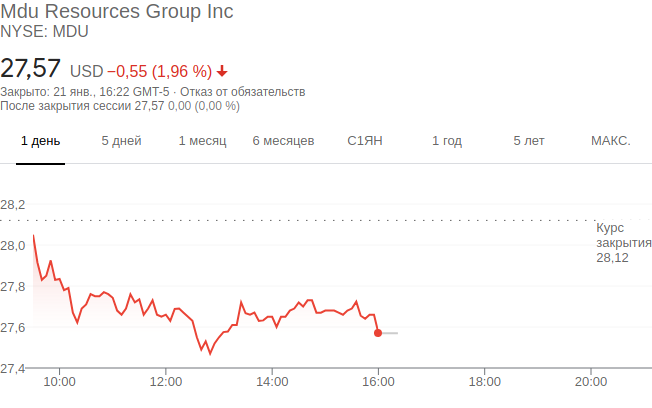 Mdu Resources Group Inc
NYSE: MDU
27,57 USD −0,55 (1,96 %)
Закрыто: 21 янв., 16:22 GMT-5 · Отказ от обязательств
После закрытия сессии 27,57 0,00 (0,00 %)
1 день 5 дней 1 месяц 6 месяцев С1ЯН 1 год 5 лет МАКС.
28,2
Курс
закрытия
28,12
28,0
27,8
27,6
27,4
10:00 12:00 14:00 16:00 18:00 20:00